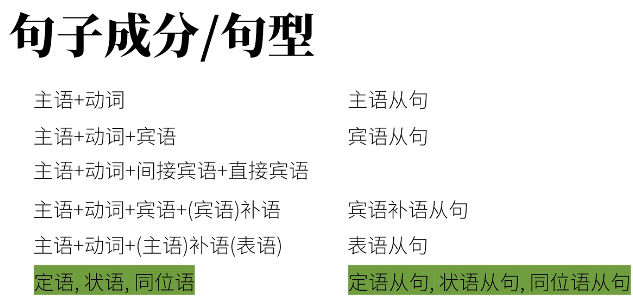 句子成分/句型
主语+动词 主语从句
主语+动词+宾语 宾语从句
主语+动词+间接宾语+直接宾语
主语+动词+宾语+(宾语)补语 宾语补语从句
主语+动词+(主语)补语(表语) 表语从句
定语, 状语, 同位语 定语从句, 状语从句, 同位语从句